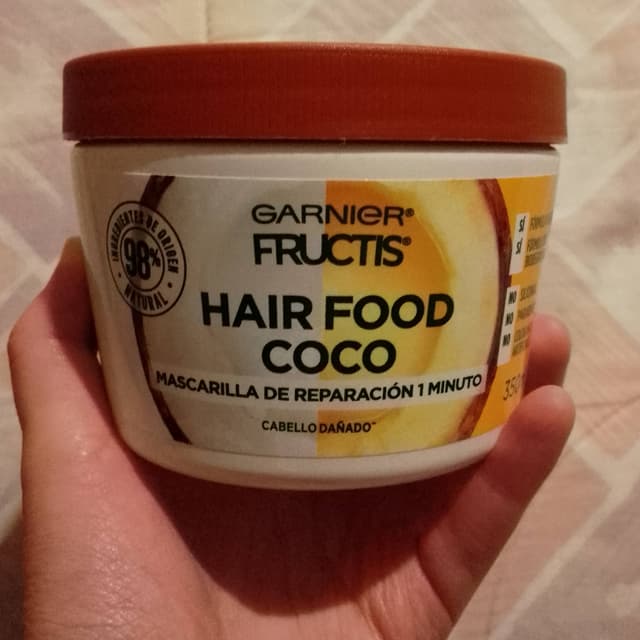 GARNIER®
FRUCTIS®
HAIR FOOD
COCO
MASCARILLA DE REPARACIÓN 1 MINUTO
CABELLO DAÑADO
INGREDIENTES DE ORIGEN
98%
NATURAL
SÍ
SÍ
NO
NO
NO
350